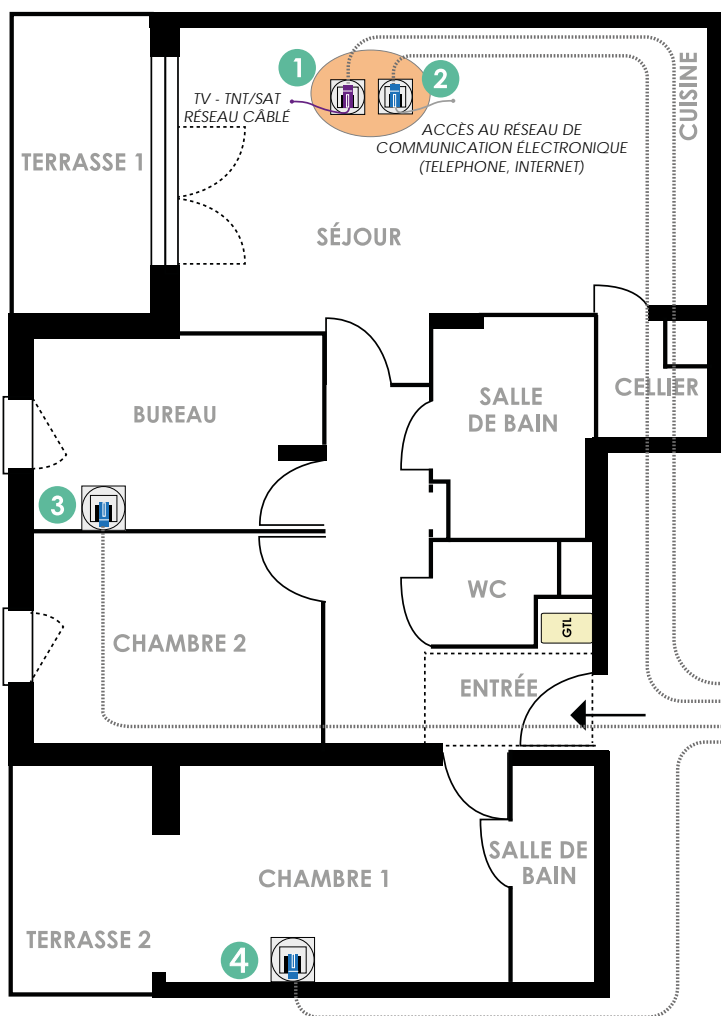 1
2
TV - TNT/SAT
RÉSEAU CÂBLÉ
ACCÈS AU RÉSEAU DE
COMMUNICATION ÉLECTRONIQUE
(TELEPHONE, INTERNET)
CUISINE
TERRASSE 1
SÉJOUR
BUREAU
SALLE
DE BAIN
CELLIER
3
WC
GTL
CHAMBRE 2
ENTRÉE
CHAMBRE 1
SALLE DE
BAIN
TERRASSE 2
4